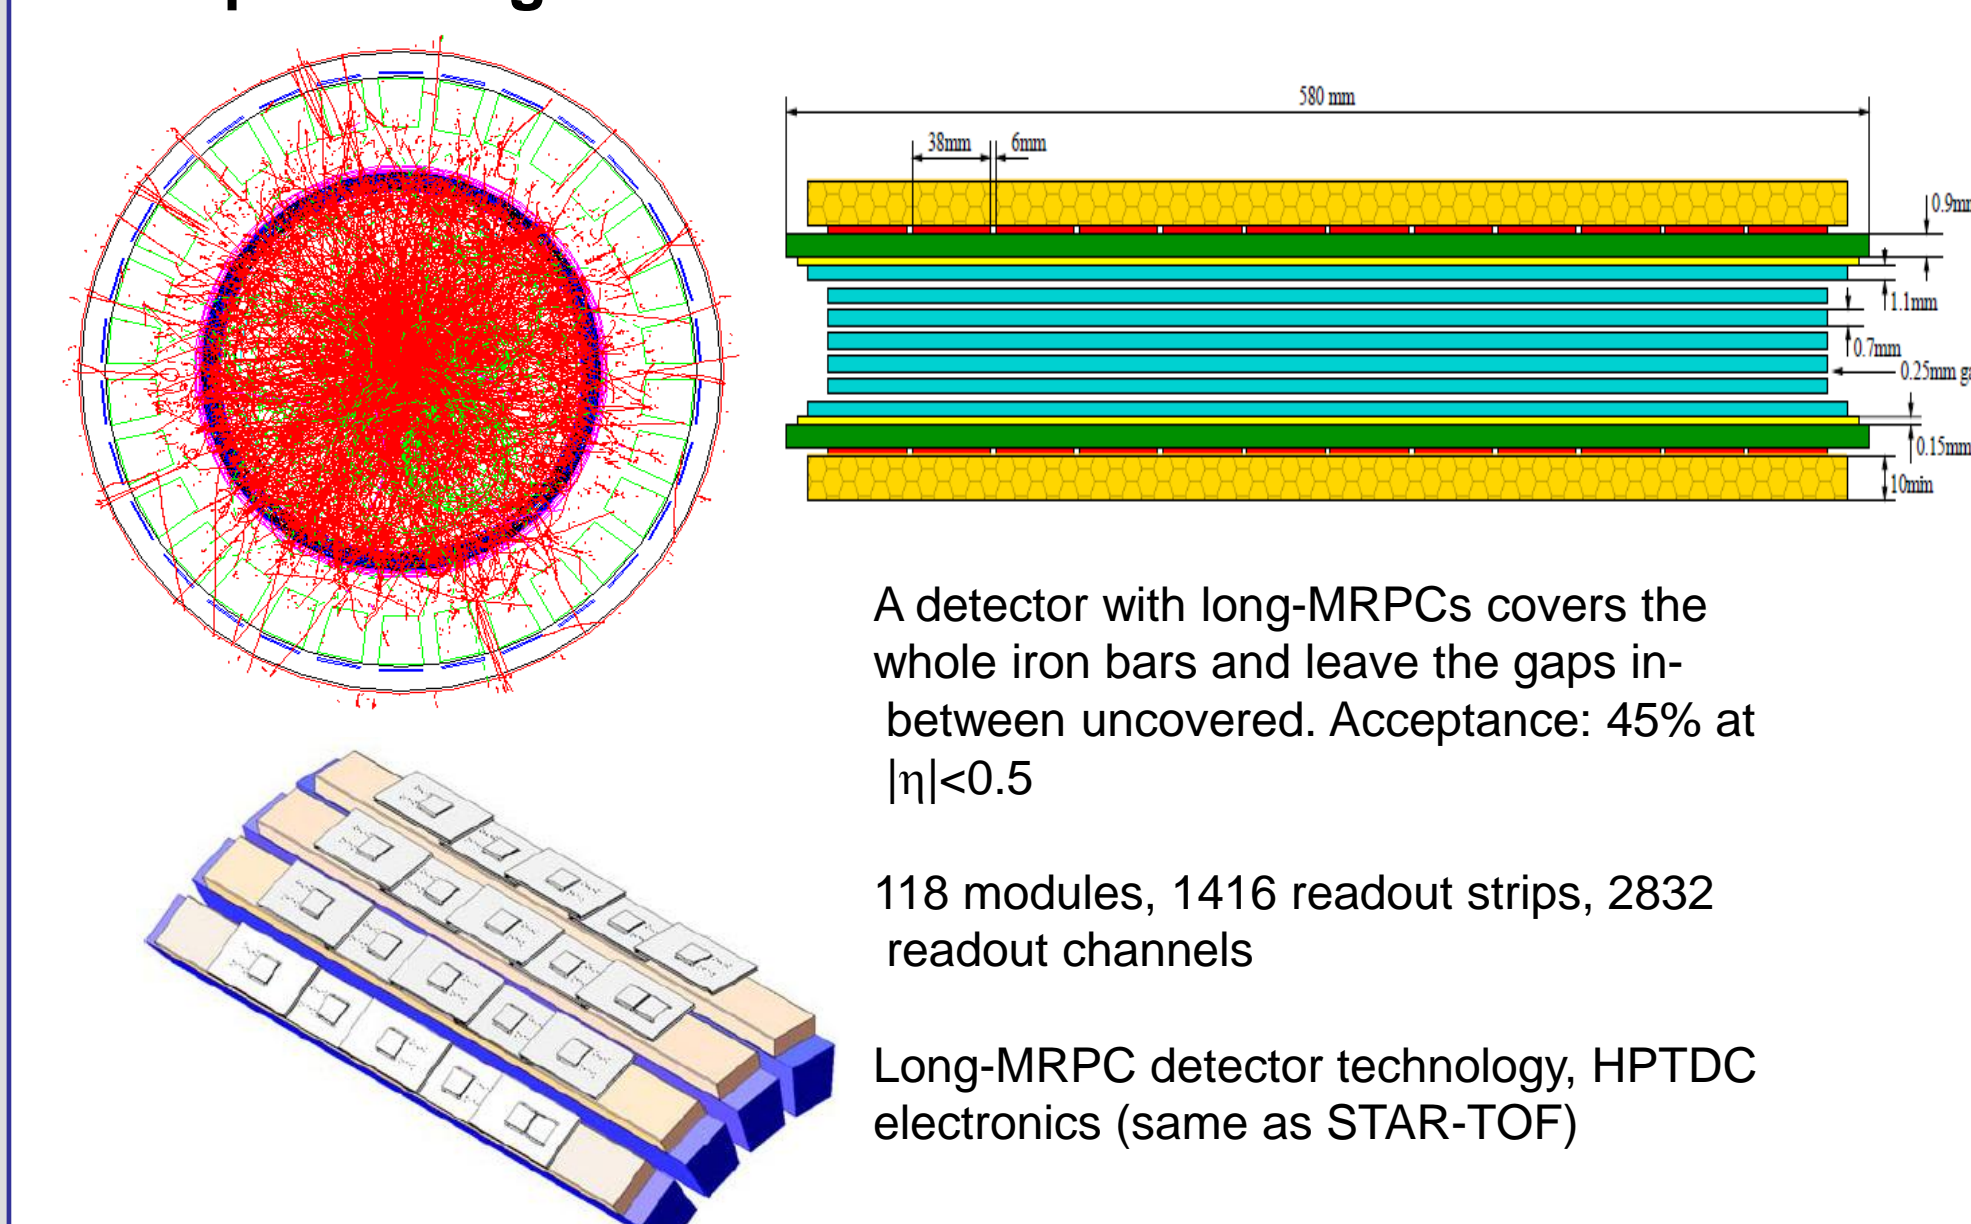 580 mm
38mm 6mm
1.1mm
0.7mm
0.25mm
0.15mm
10mm
A detector with long-MRPCs covers the
whole iron bars and leave the gaps in-
between uncovered. Acceptance: 45% at
|η|<0.5
118 modules, 1416 readout strips, 2832
readout channels
Long-MRPC detector technology, HPTDC
electronics (same as STAR-TOF)